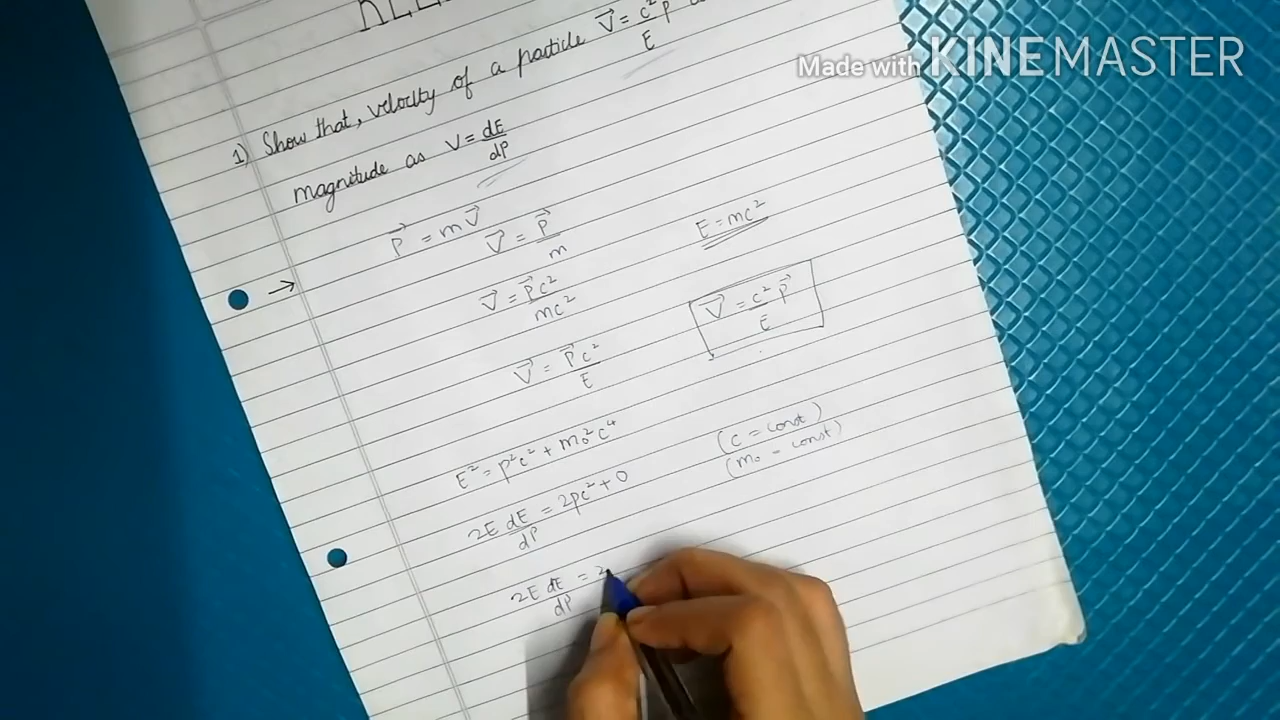 Made with KINEMASTER
1) Show that, velocity of a particle V⃗ = c²p/E
magnitude as V = dE/dp
→ P⃗ = mV⃗
V⃗ = P⃗/m
E = mc²
V⃗ = P⃗c²/mc²
V⃗ = c²P⃗/E
V⃗ = P⃗c²/E
E² = p²c² + m₀²c⁴
(c = const)
(m₀ = const)
2E dE/dP = 2pc² + 0
2E dE/dP = 2